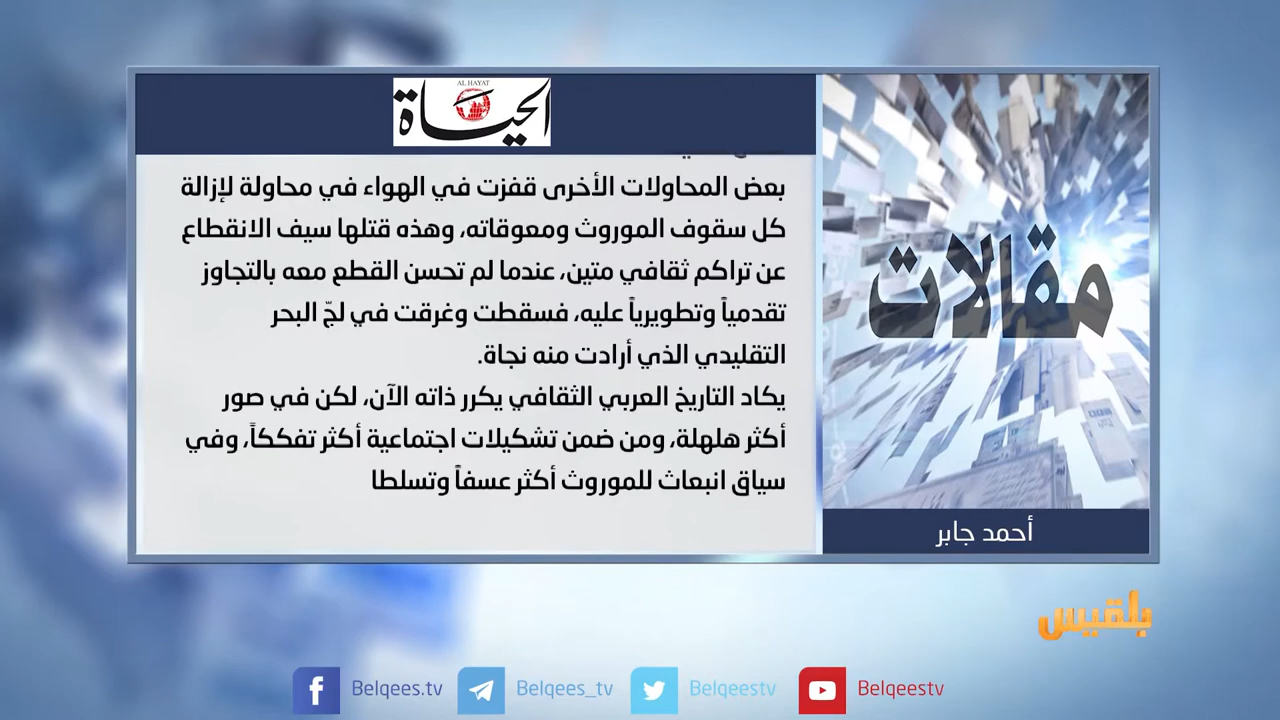 AL HAYAT
الحياة
بعض المحاولات الأخرى قفزت في الهواء في محاولة لإزالة
كل سقوف الموروث ومعوقاته، وهذه قتلها سيف الانقطاع
عن تراكم ثقافي متين، عندما لم تحسن القطع معه بالتجاوز
تقدمياً وتطويرياً عليه، فسقطت وغرقت في لجّ البحر
التقليدي الذي أرادت منه نجاة.
يكاد التاريخ العربي الثقافي يكرر ذاته الآن، لكن في صور
أكثر هلهلة، ومن ضمن تشكيلات اجتماعية أكثر تفككاً، وفي
سياق انبعاث للموروث أكثر عسفاً وتسلطا
مقالات
أحمد جابر
بلقيس
Belqees.tv
Belqees_tv
Belqeestv
Belqeestv